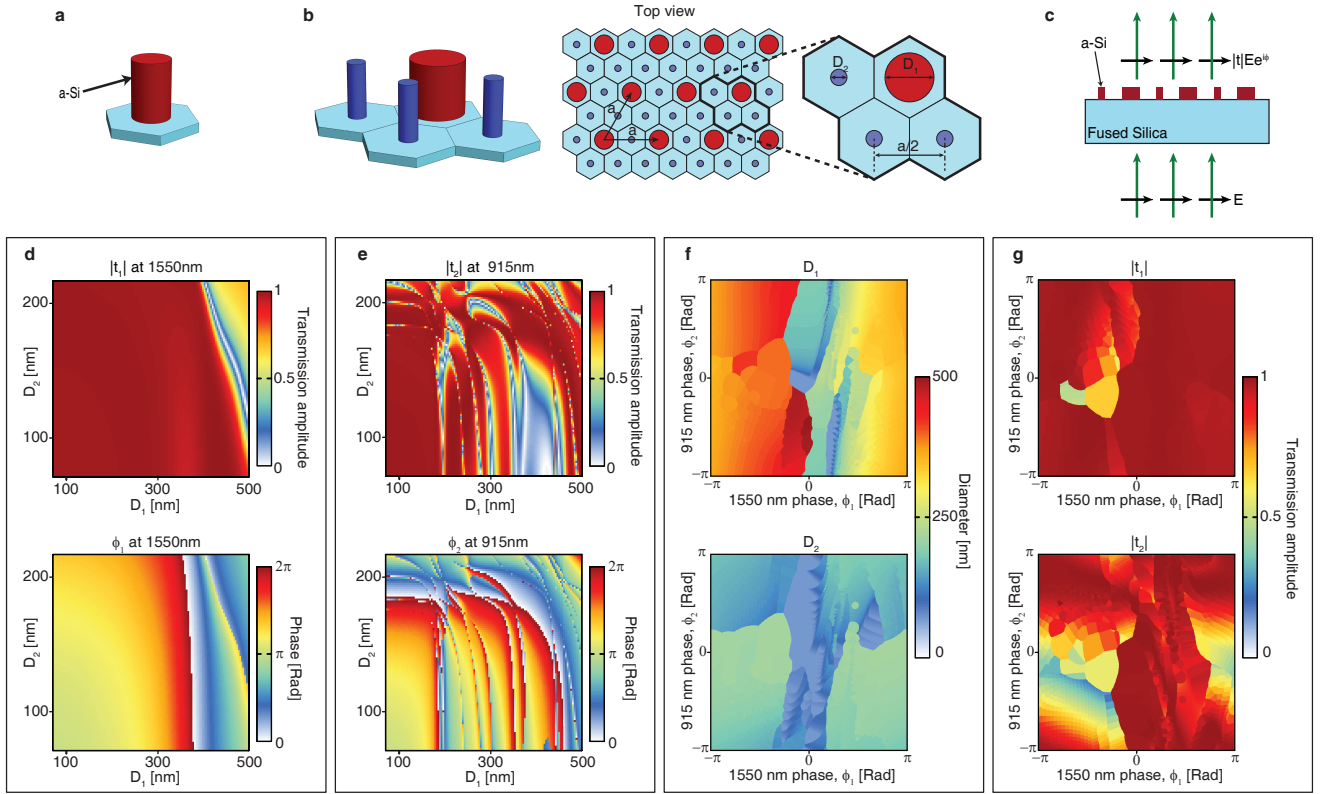 a
a-Si
b
Top view
a
a
D₂
D₁
a/2
c
a-Si
|t|Eeⁱᶲ
Fused Silica
E
d
|t₁| at 1550nm
200
100
D₂ [nm]
100 300 500
D₁ [nm]
1
0.5
0
Transmission amplitude
ϕ₁ at 1550nm
200
100
D₂ [nm]
100 300 500
D₁ [nm]
2π
π
0
Phase [Rad]
e
|t₂| at 915nm
200
100
D₂ [nm]
100 300 500
D₁ [nm]
1
0.5
0
Transmission amplitude
ϕ₂ at 915nm
200
100
D₂ [nm]
100 300 500
D₁ [nm]
2π
π
0
Phase [Rad]
f
D₁
π
0
−π
915 nm phase, ϕ₂ [Rad]
−π 0 π
1550 nm phase, ϕ₁ [Rad]
D₂
π
0
−π
915 nm phase, ϕ₂ [Rad]
−π 0 π
1550 nm phase, ϕ₁ [Rad]
500
250
0
Diameter [nm]
g
|t₁|
π
0
−π
915 nm phase, ϕ₂ [Rad]
−π 0 π
1550 nm phase, ϕ₁ [Rad]
|t₂|
π
0
−π
915 nm phase, ϕ₂ [Rad]
−π 0 π
1550 nm phase, ϕ₁ [Rad]
1
0.5
0
Transmission amplitude